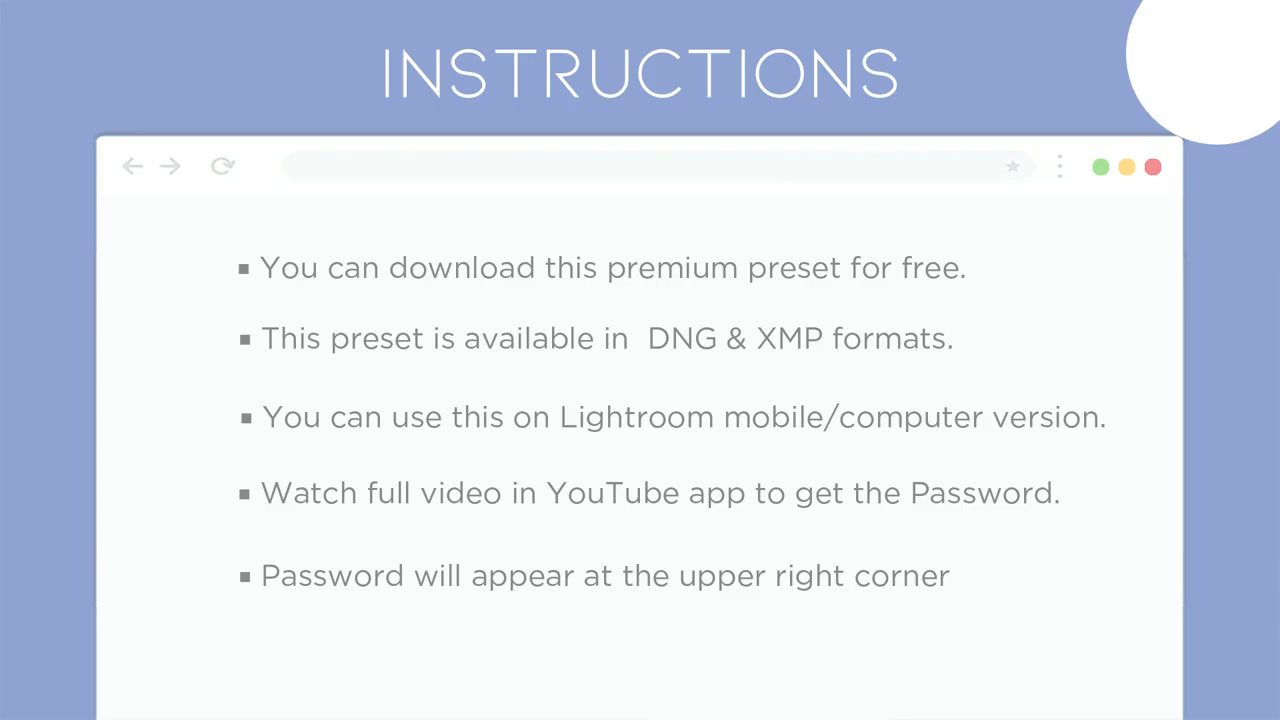 INSTRUCTIONS
▪ You can download this premium preset for free.
▪ This preset is available in  DNG & XMP formats.
▪ You can use this on Lightroom mobile/computer version.
▪ Watch full video in YouTube app to get the Password.
▪ Password will appear at the upper right corner